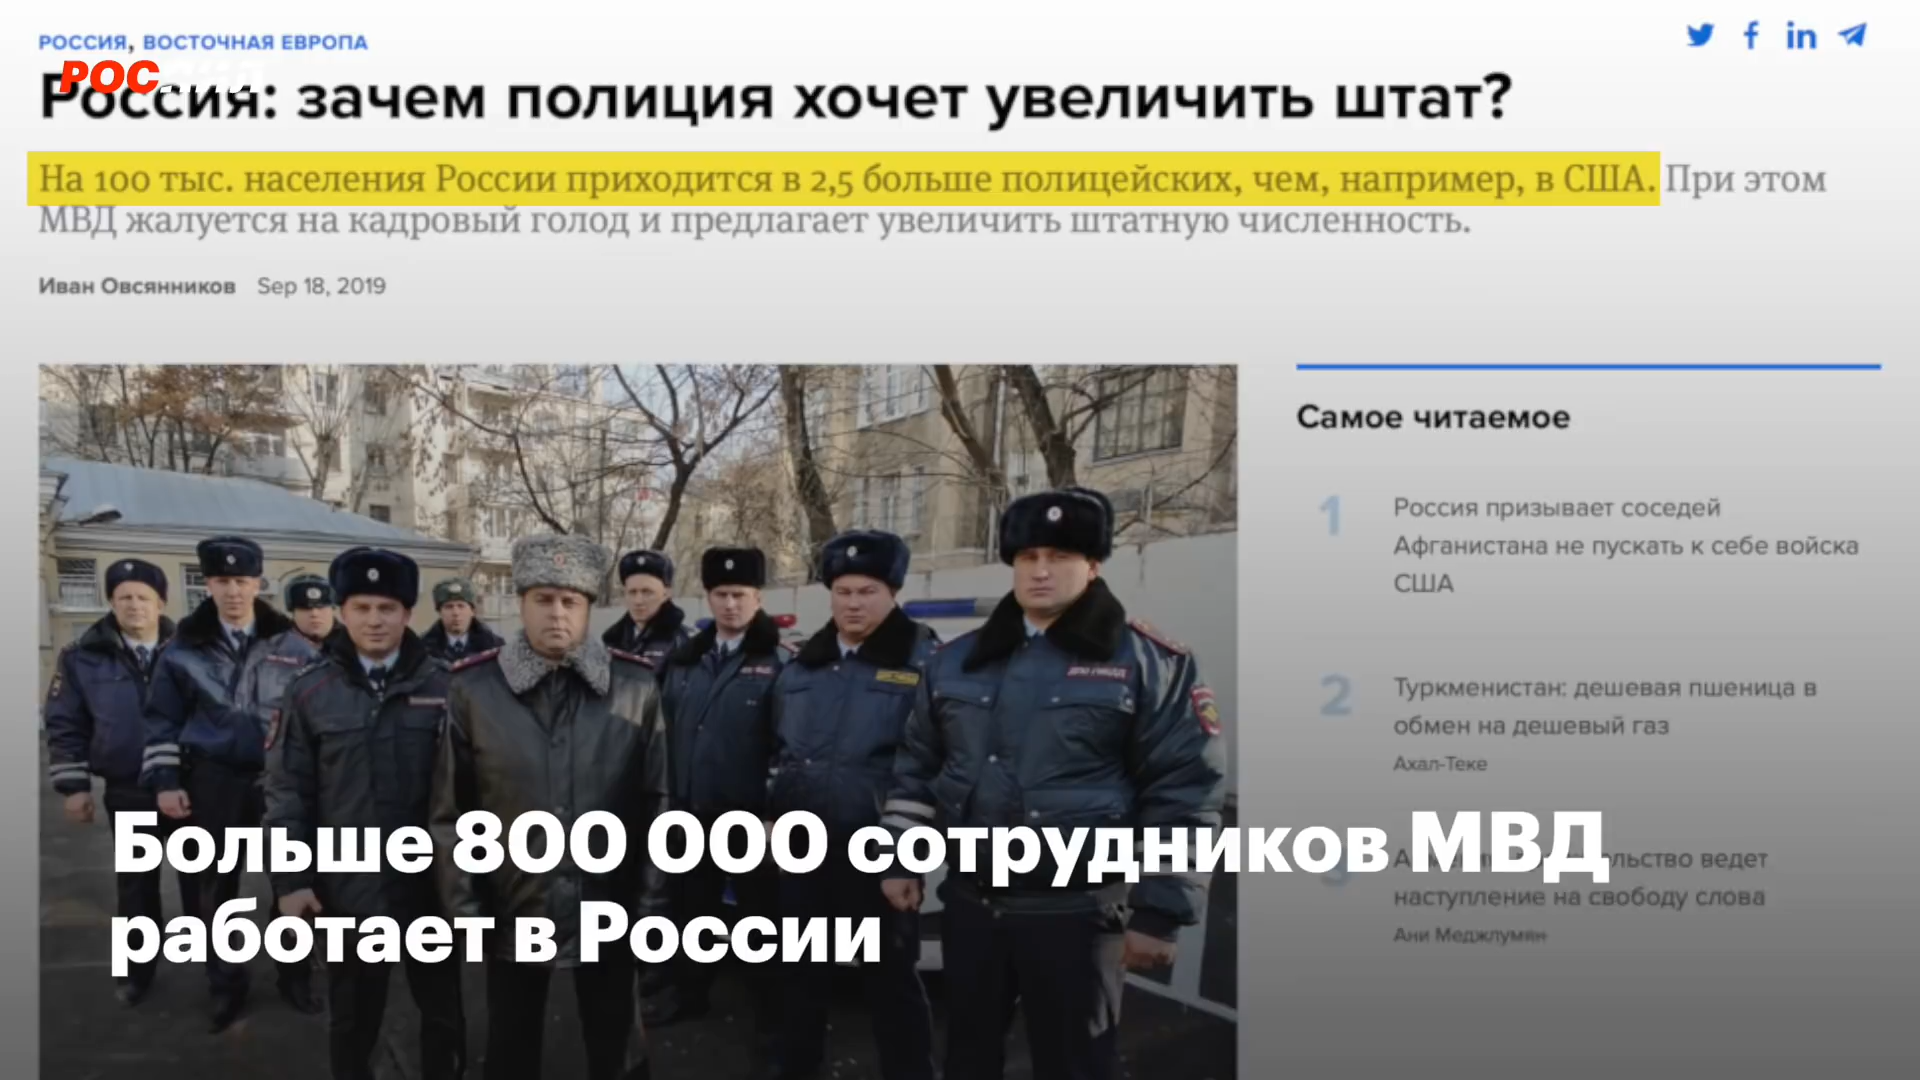 РОССИЯ, ВОСТОЧНАЯ ЕВРОПА
РОС
Россия: зачем полиция хочет увеличить штат?
На 100 тыс. населения России приходится в 2,5 больше полицейских, чем, например, в США. При этом
МВД жалуется на кадровый голод и предлагает увеличить штатную численность.
Иван Овсянников Sep 18, 2019
Самое читаемое
1
Россия призывает соседей
Афганистана не пускать к себе войска
США
2
Туркменистан: дешевая пшеница в
обмен на дешевый газ
Ахал-Теке
3
ведет
наступление на свободу слова
Ани Меджлумян
Больше 800 000 сотрудников МВД
работает в России